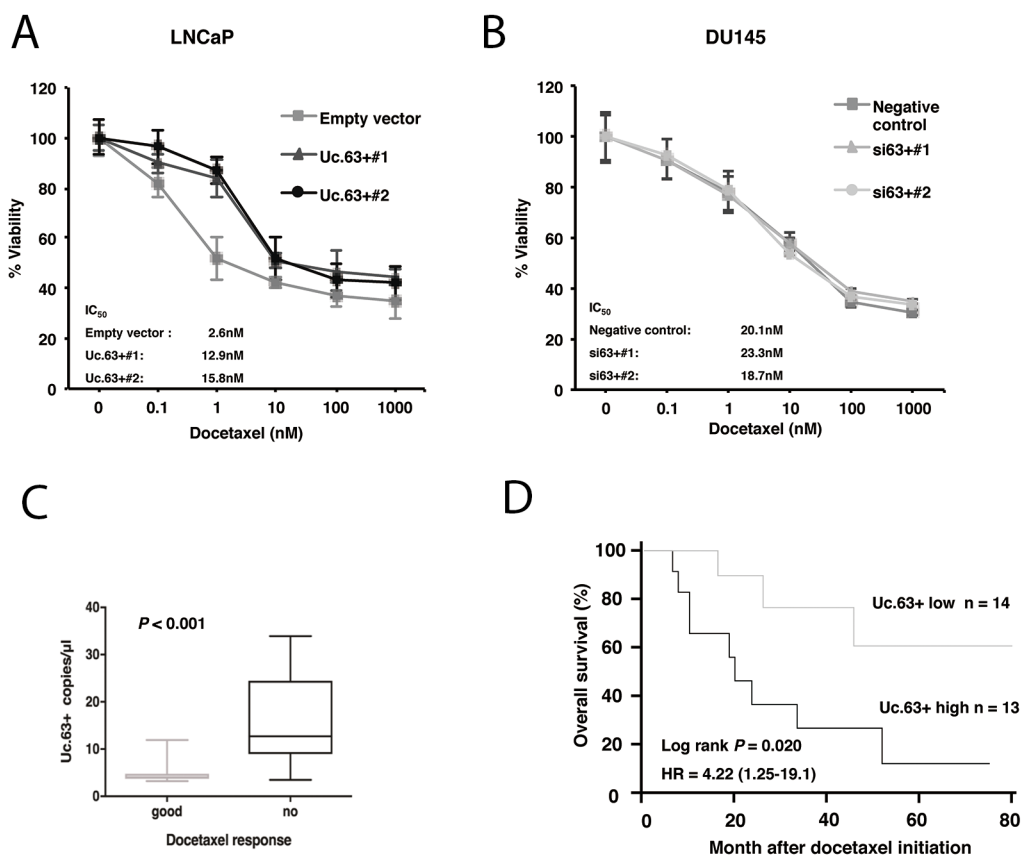 A
LNCaP
120
100
80
60
40
20
0
% Viability
Empty vector
Uc.63+#1
Uc.63+#2
IC50
Empty vector : 2.6nM
Uc.63+#1: 12.9nM
Uc.63+#2: 15.8nM
0 0.1 1 10 100 1000
Docetaxel (nM)
B
DU145
120
100
80
60
40
20
0
% Viability
Negative
control
si63+#1
si63+#2
IC50
Negative control: 20.1nM
si63+#1: 23.3nM
si63+#2: 18.7nM
0 0.1 1 10 100 1000
Docetaxel (nM)
C
40
30
20
10
0
Uc.63+ copies/μl
P < 0.001
good no
Docetaxel response
D
100
80
60
40
20
0
Overall survival (%)
Uc.63+ low n = 14
Uc.63+ high n = 13
Log rank P = 0.020
HR = 4.22 (1.25-19.1)
0 20 40 60 80
Month after docetaxel initiation